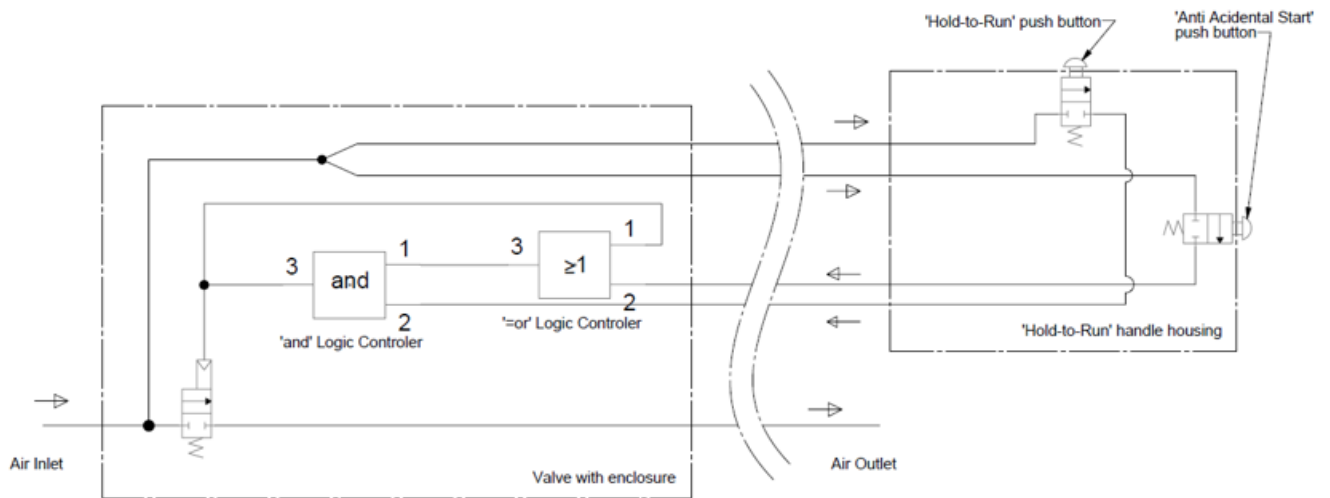 'Hold-to-Run' push button
'Anti Acidental Start'
push button
1
3
1
3
and
≥1
2
2
'=or' Logic Controler
'and' Logic Controler
'Hold-to-Run' handle housing
Air Inlet
Valve with enclosure
Air Outlet